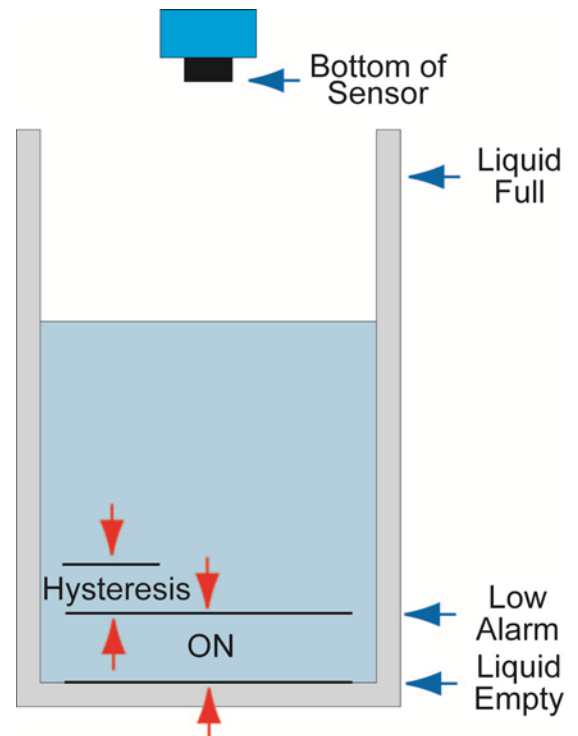 Bottom of
Sensor
Liquid
Full
Hysteresis
Low
Alarm
ON
Liquid
Empty